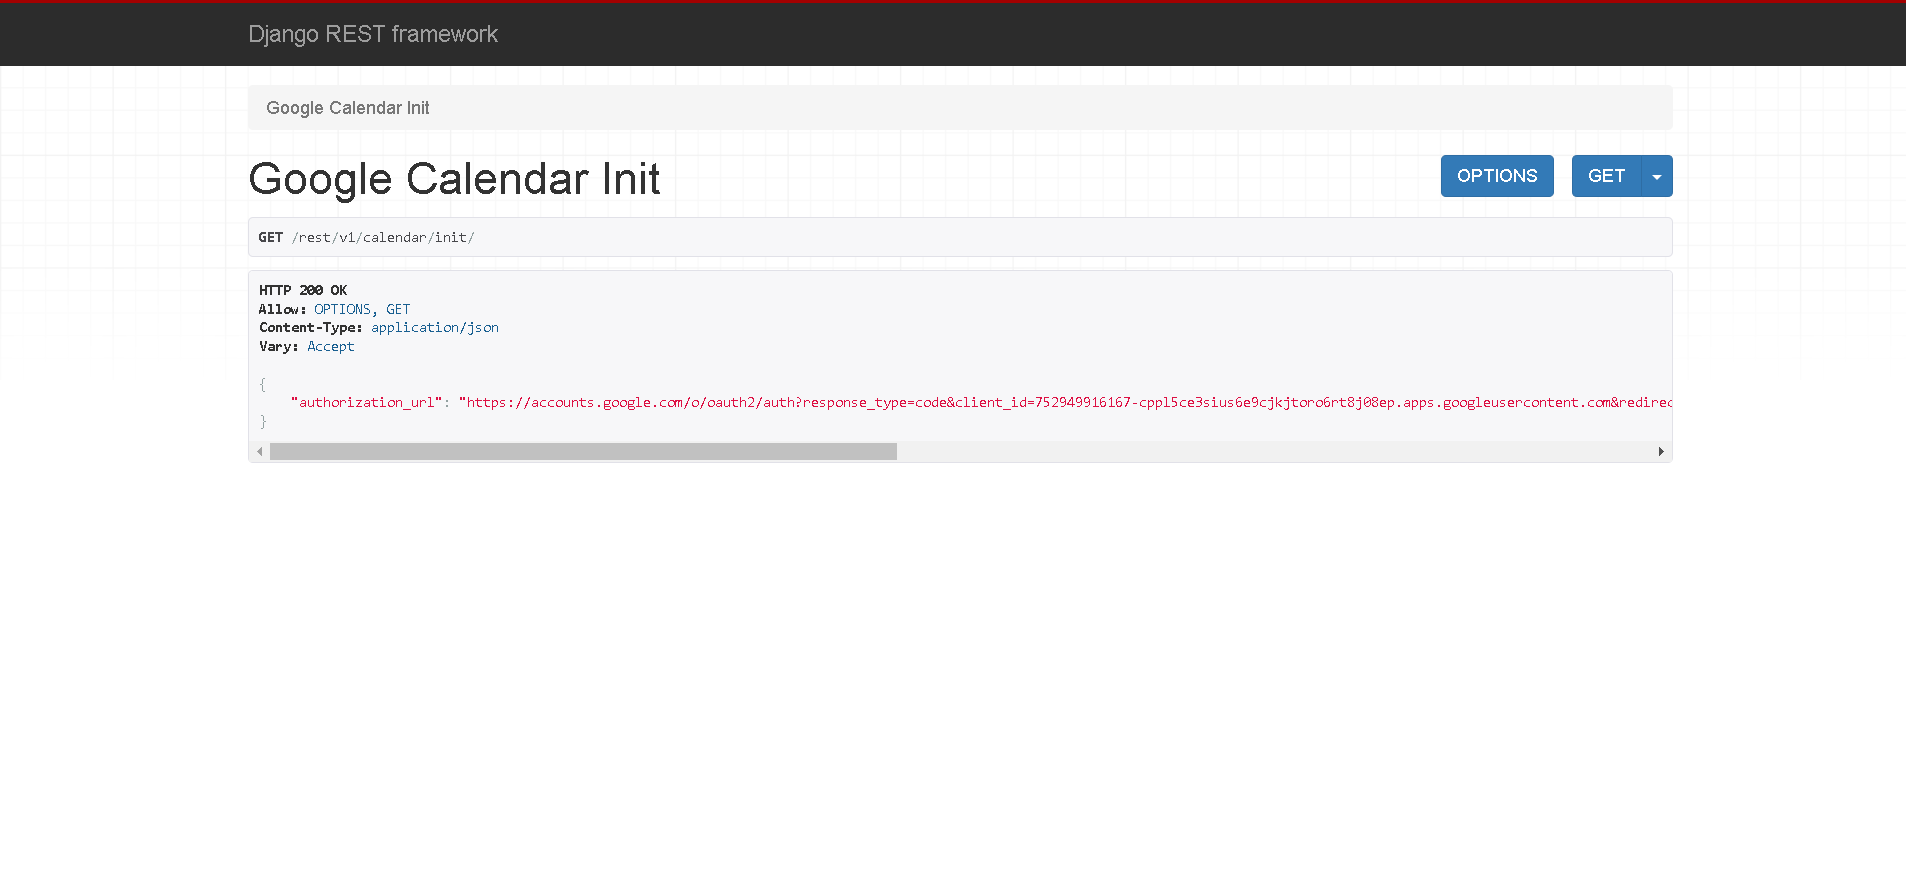 Django REST framework
Google Calendar Init
Google Calendar Init
OPTIONS
GET
GET /rest/v1/calendar/init/
HTTP 200 OK
Allow: OPTIONS, GET
Content-Type: application/json
Vary: Accept
{
"authorization_url": "https://accounts.google.com/o/oauth2/auth?response_type=code&client_id=752949916167-cppl5ce3sius6e9cjkjtoro6rt8j08ep.apps.googleusercontent.com&redirec
}